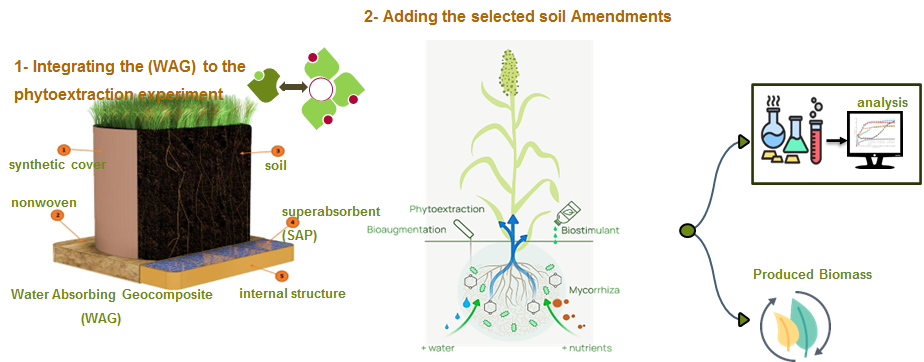 2- Adding the selected soil Amendments
1- Integrating the (WAG) to the
phytoextraction experiment
1
synthetic cover
3
soil
nonwoven
2
superabsorbent
4
(SAP)
5
Water Absorbing Geocomposite
(WAG)
internal structure
Phytoextraction
Bioaugmentation
Biostimulant
Mycorrhiza
+ water
+ nutrients
analysis
Produced Biomass